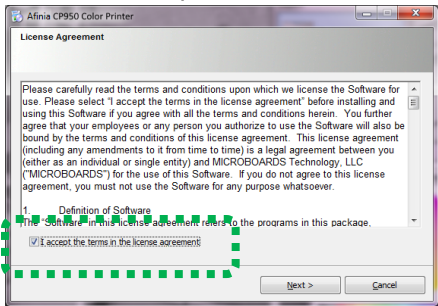 Afinia CP950 Color Printer
License Agreement
Please carefully read the terms and conditions upon which we license the Software for
use. Please select "I accept the terms in the license agreement" before installing and
using this Software if you agree with all the terms and conditions herein. You further
agree that your employees or any person you authorize to use the Software will also be
bound by the terms and conditions of this license agreement. This license agreement
(including any amendments to it from time to time) is a legal agreement between you
(either as an individual or single entity) and MICROBOARDS Technology, LLC
("MICROBOARDS") for the use of this Software. If you do not agree to this license
agreement, you must not use the Software for any purpose whatsoever.
1. Definition of Software
The "Software" in this license agreement refers to the programs in this package.
I accept the terms in the license agreement
Next >
Cancel